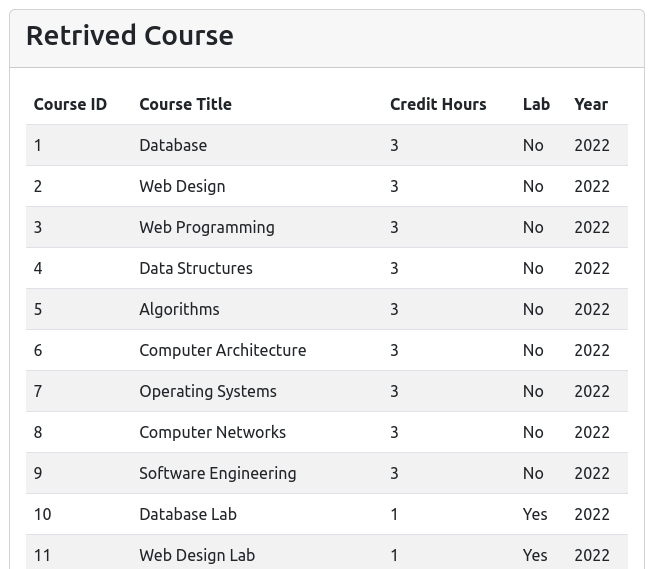 Retrived Course
Course ID Course Title Credit Hours Lab Year
1 Database 3 No 2022
2 Web Design 3 No 2022
3 Web Programming 3 No 2022
4 Data Structures 3 No 2022
5 Algorithms 3 No 2022
6 Computer Architecture 3 No 2022
7 Operating Systems 3 No 2022
8 Computer Networks 3 No 2022
9 Software Engineering 3 No 2022
10 Database Lab 1 Yes 2022
11 Web Design Lab 1 Yes 2022